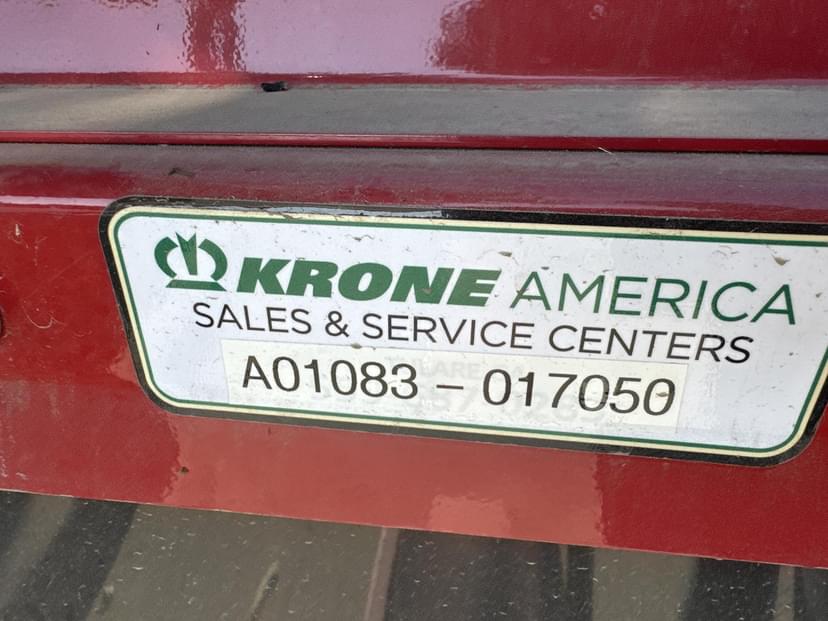 KRONE AMERICA
SALES & SERVICE CENTERS
A01083 – 017050